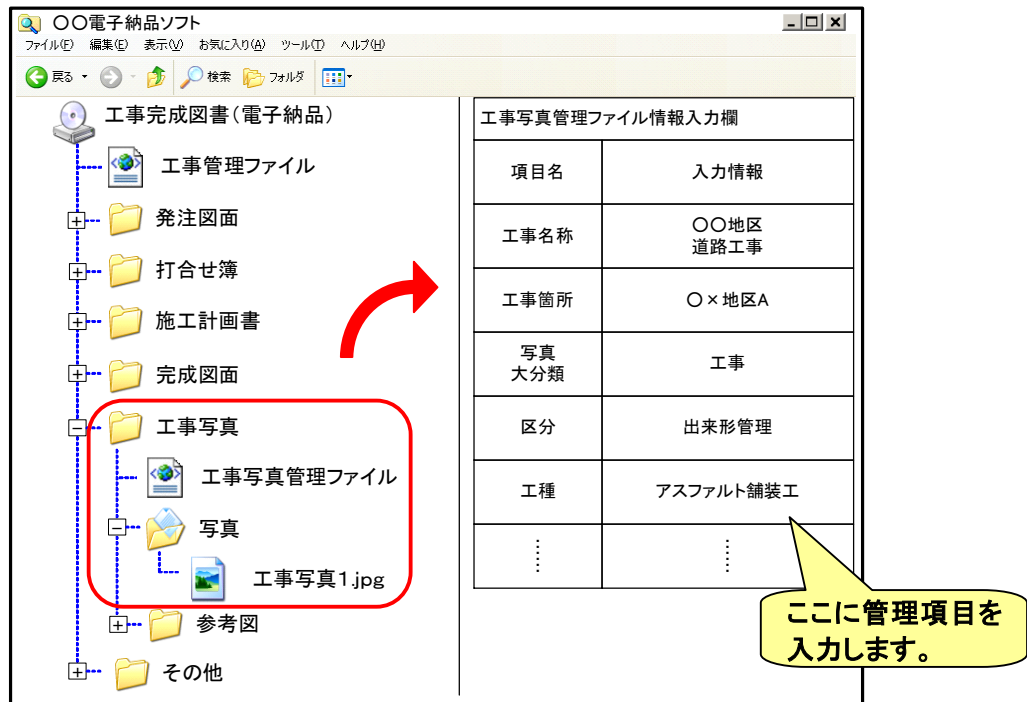 〇〇電子納品ソフト
ファイル(F) 編集(E) 表示(V) お気に入り(A) ツール(T) ヘルプ(H)
戻る 検索 フォルダ
工事完成図書(電子納品)
工事管理ファイル
発注図面
打合せ簿
施工計画書
完成図面
工事写真
工事写真管理ファイル
写真
工事写真1.jpg
参考図
その他
工事写真管理ファイル情報入力欄
項目名 入力情報
工事名称 〇〇地区
道路工事
工事箇所 〇×地区A
写真
大分類 工事
区分 出来形管理
工種 アスファルト舗装工
ここに管理項目を
入力します。